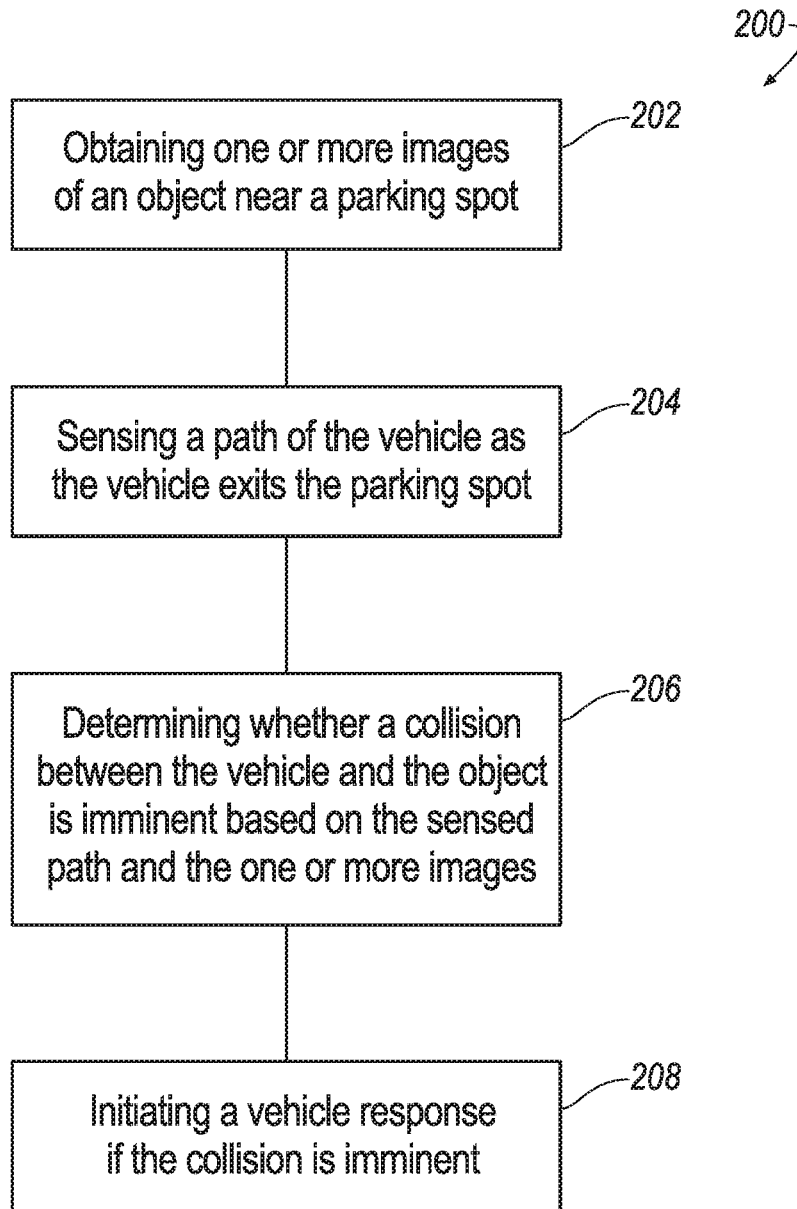 200
202
Obtaining one or more images
of an object near a parking spot
204
Sensing a path of the vehicle as
the vehicle exits the parking spot
206
Determining whether a collision
between the vehicle and the object
is imminent based on the sensed
path and the one or more images
208
Initiating a vehicle response
if the collision is imminent